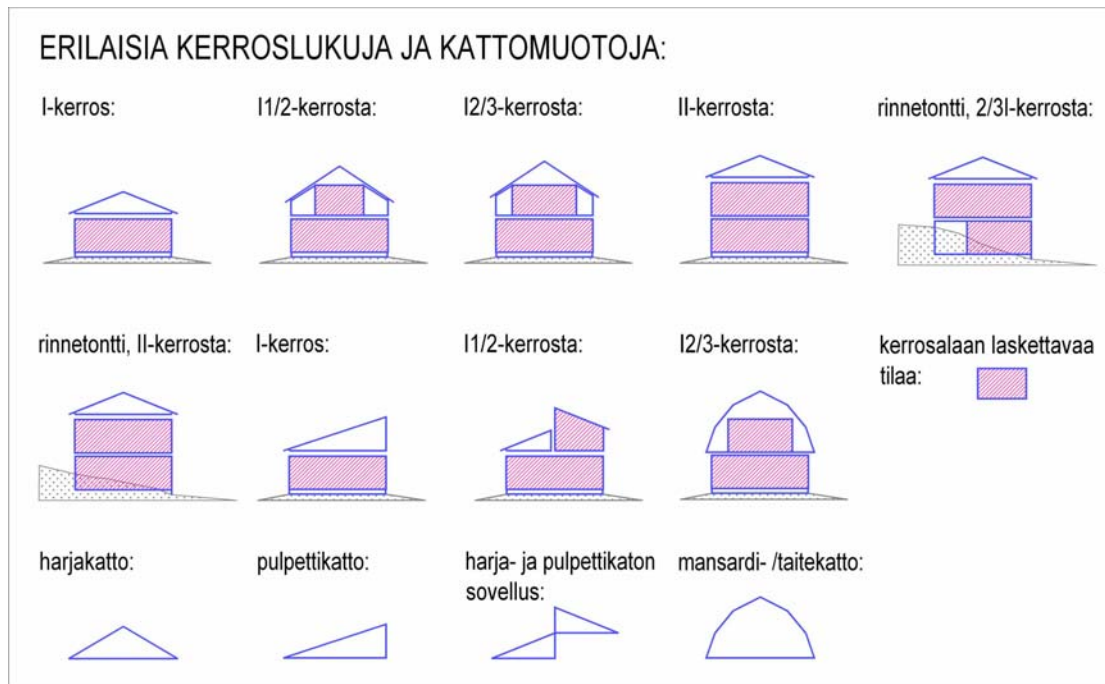 ERILAISIA KERROSLUKUJA JA KATTOMUOTOJA:
I-kerros:
I1/2-kerrosta:
I2/3-kerrosta:
II-kerrosta:
rinnetontti, 2/3I-kerrosta:
rinnetontti, II-kerrosta:
I-kerros:
I1/2-kerrosta:
I2/3-kerrosta:
kerrosalaan laskettavaa
tilaa:
harjakatto:
pulpettikatto:
harja- ja pulpettikaton
sovellus:
mansardi- /taitekatto: